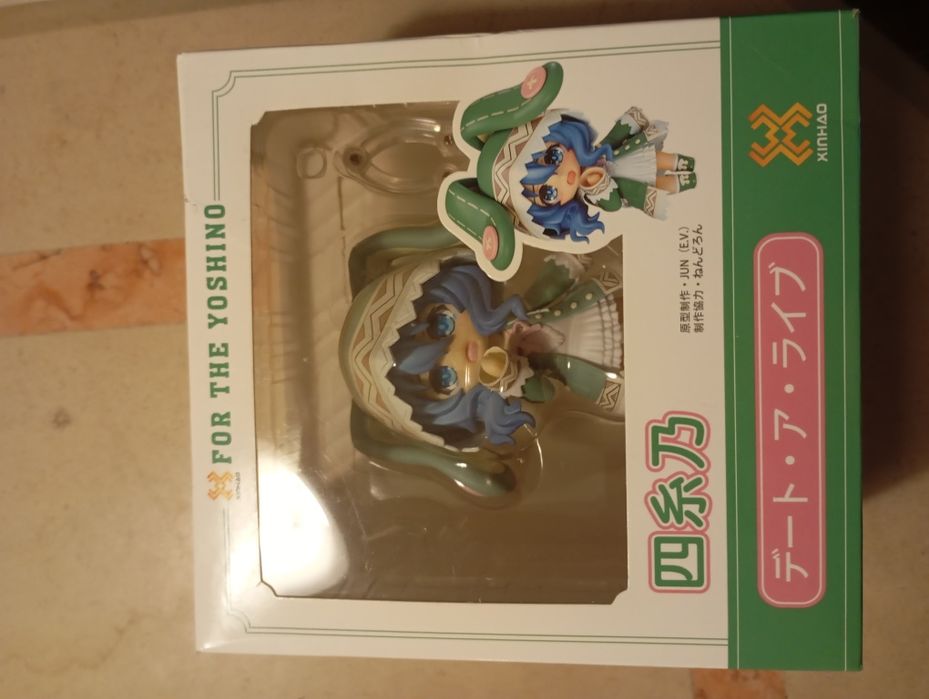 XINHAO
FOR THE YOSHINO
原型制作・JUN (E.V.)
制作協力・ねんどろん
四糸乃
デート・ア・ライブ
XINHAO